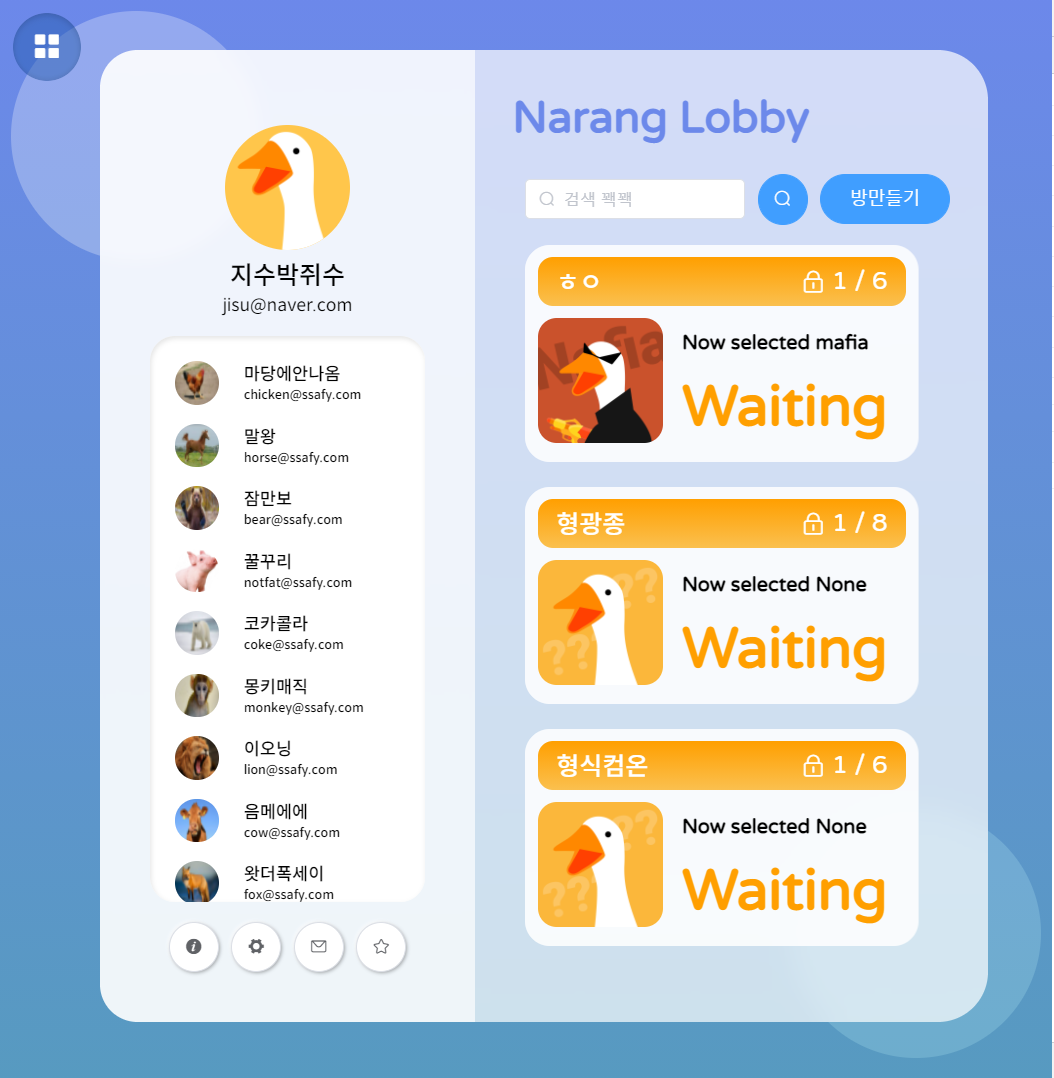 지수박쥐수
jisu@naver.com
마당에안나옴
chicken@ssafy.com
말왕
horse@ssafy.com
잠만보
bear@ssafy.com
꿀꾸리
notfat@ssafy.com
코카콜라
coke@ssafy.com
몽키매직
monkey@ssafy.com
이오닝
lion@ssafy.com
음메에에
cow@ssafy.com
왓더폭세이
fox@ssafy.com
Narang Lobby
검색 꽥꽥
방만들기
ㅎㅇ 1 / 6
Nofia
Now selected mafia
Waiting
형광종 1 / 8
??
???
Now selected None
Waiting
형식컴온 1 / 6
??
???
Now selected None
Waiting